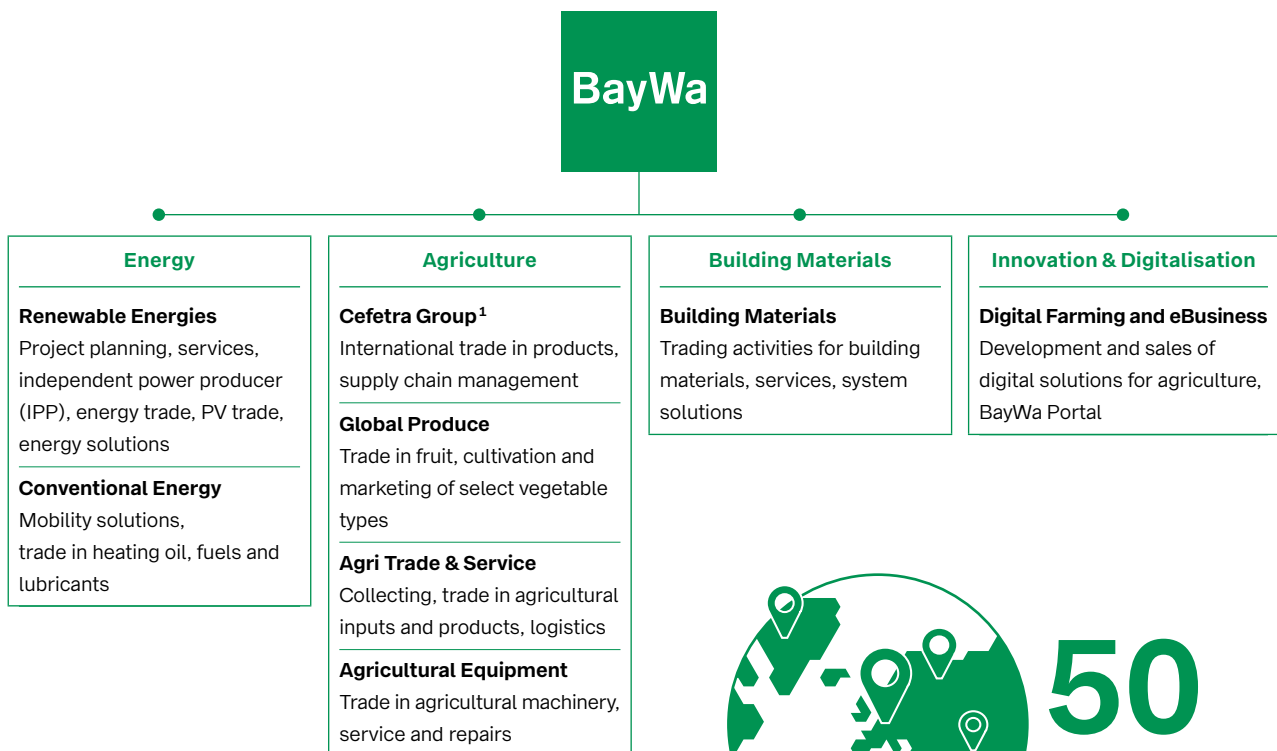 BayWa
Energy
Renewable Energies
Project planning, services,
independent power producer
(IPP), energy trade, PV trade,
energy solutions
Conventional Energy
Mobility solutions,
trade in heating oil, fuels and
lubricants
Agriculture
Cefetra Group¹
International trade in products,
supply chain management
Global Produce
Trade in fruit, cultivation and
marketing of select vegetable
types
Agri Trade & Service
Collecting, trade in agricultural
inputs and products, logistics
Agricultural Equipment
Trade in agricultural machinery,
service and repairs
Building Materials
Building Materials
Trading activities for building
materials, services, system
solutions
Innovation & Digitalisation
Digital Farming and eBusiness
Development and sales of
digital solutions for agriculture,
BayWa Portal
50